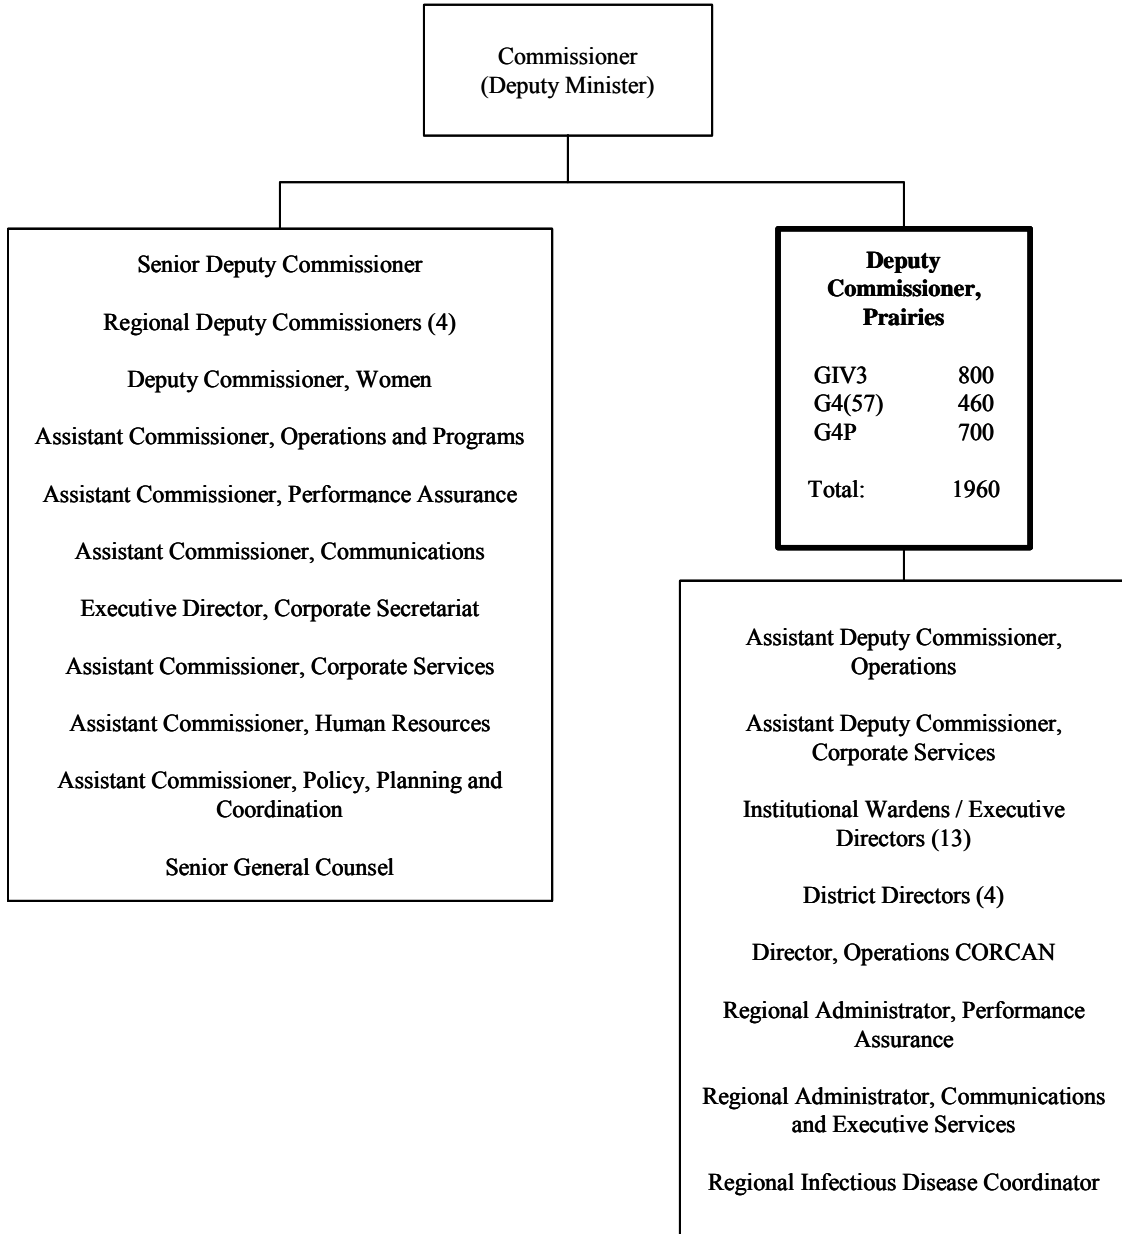 Commissioner
(Deputy Minister)
Senior Deputy Commissioner
Regional Deputy Commissioners (4)
Deputy Commissioner, Women
Assistant Commissioner, Operations and Programs
Assistant Commissioner, Performance Assurance
Assistant Commissioner, Communications
Executive Director, Corporate Secretariat
Assistant Commissioner, Corporate Services
Assistant Commissioner, Human Resources
Assistant Commissioner, Policy, Planning and
Coordination
Senior General Counsel
Deputy
Commissioner,
Prairies
GIV3 800
G4(57) 460
G4P 700
Total: 1960
Assistant Deputy Commissioner,
Operations
Assistant Deputy Commissioner,
Corporate Services
Institutional Wardens / Executive
Directors (13)
District Directors (4)
Director, Operations CORCAN
Regional Administrator, Performance
Assurance
Regional Administrator, Communications
and Executive Services
Regional Infectious Disease Coordinator